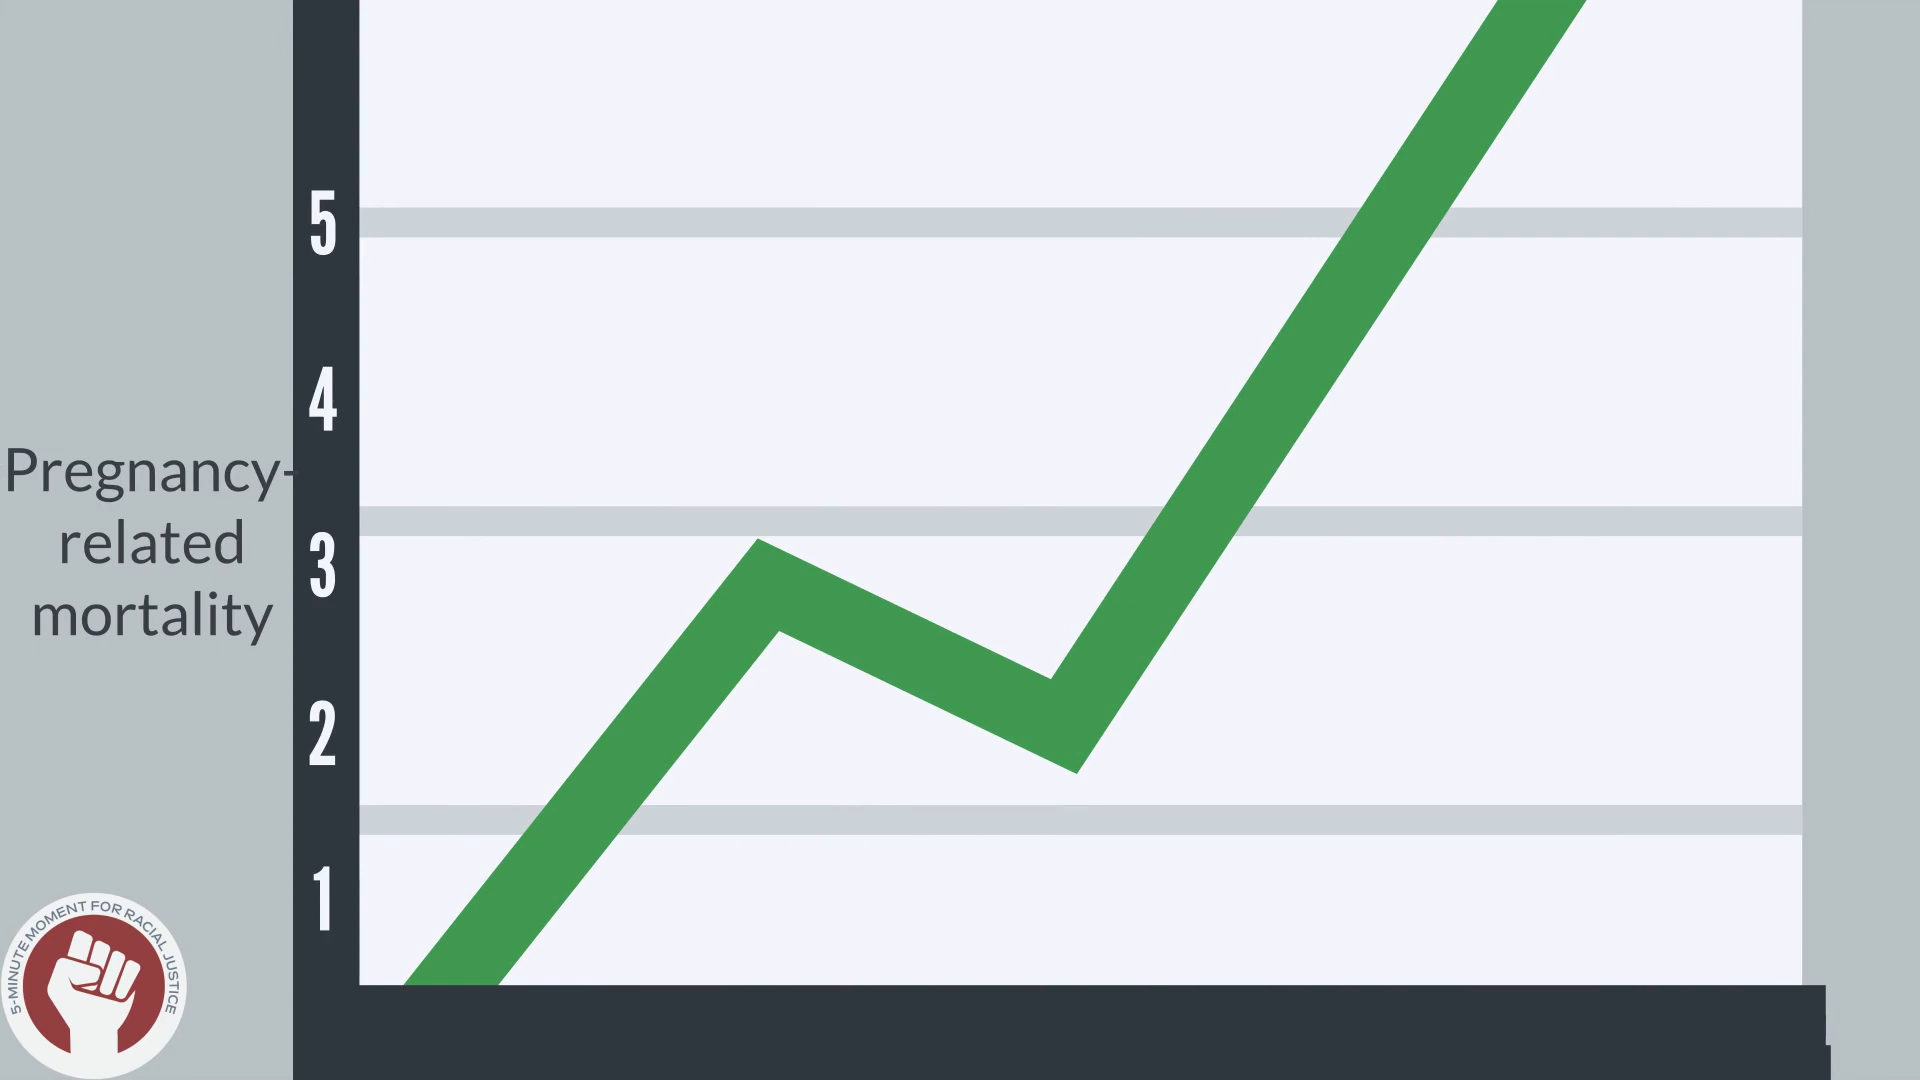 5
4
Pregnancy-
related
mortality
3
2
1
5-MINUTE MOMENT FOR RACIAL JUSTICE